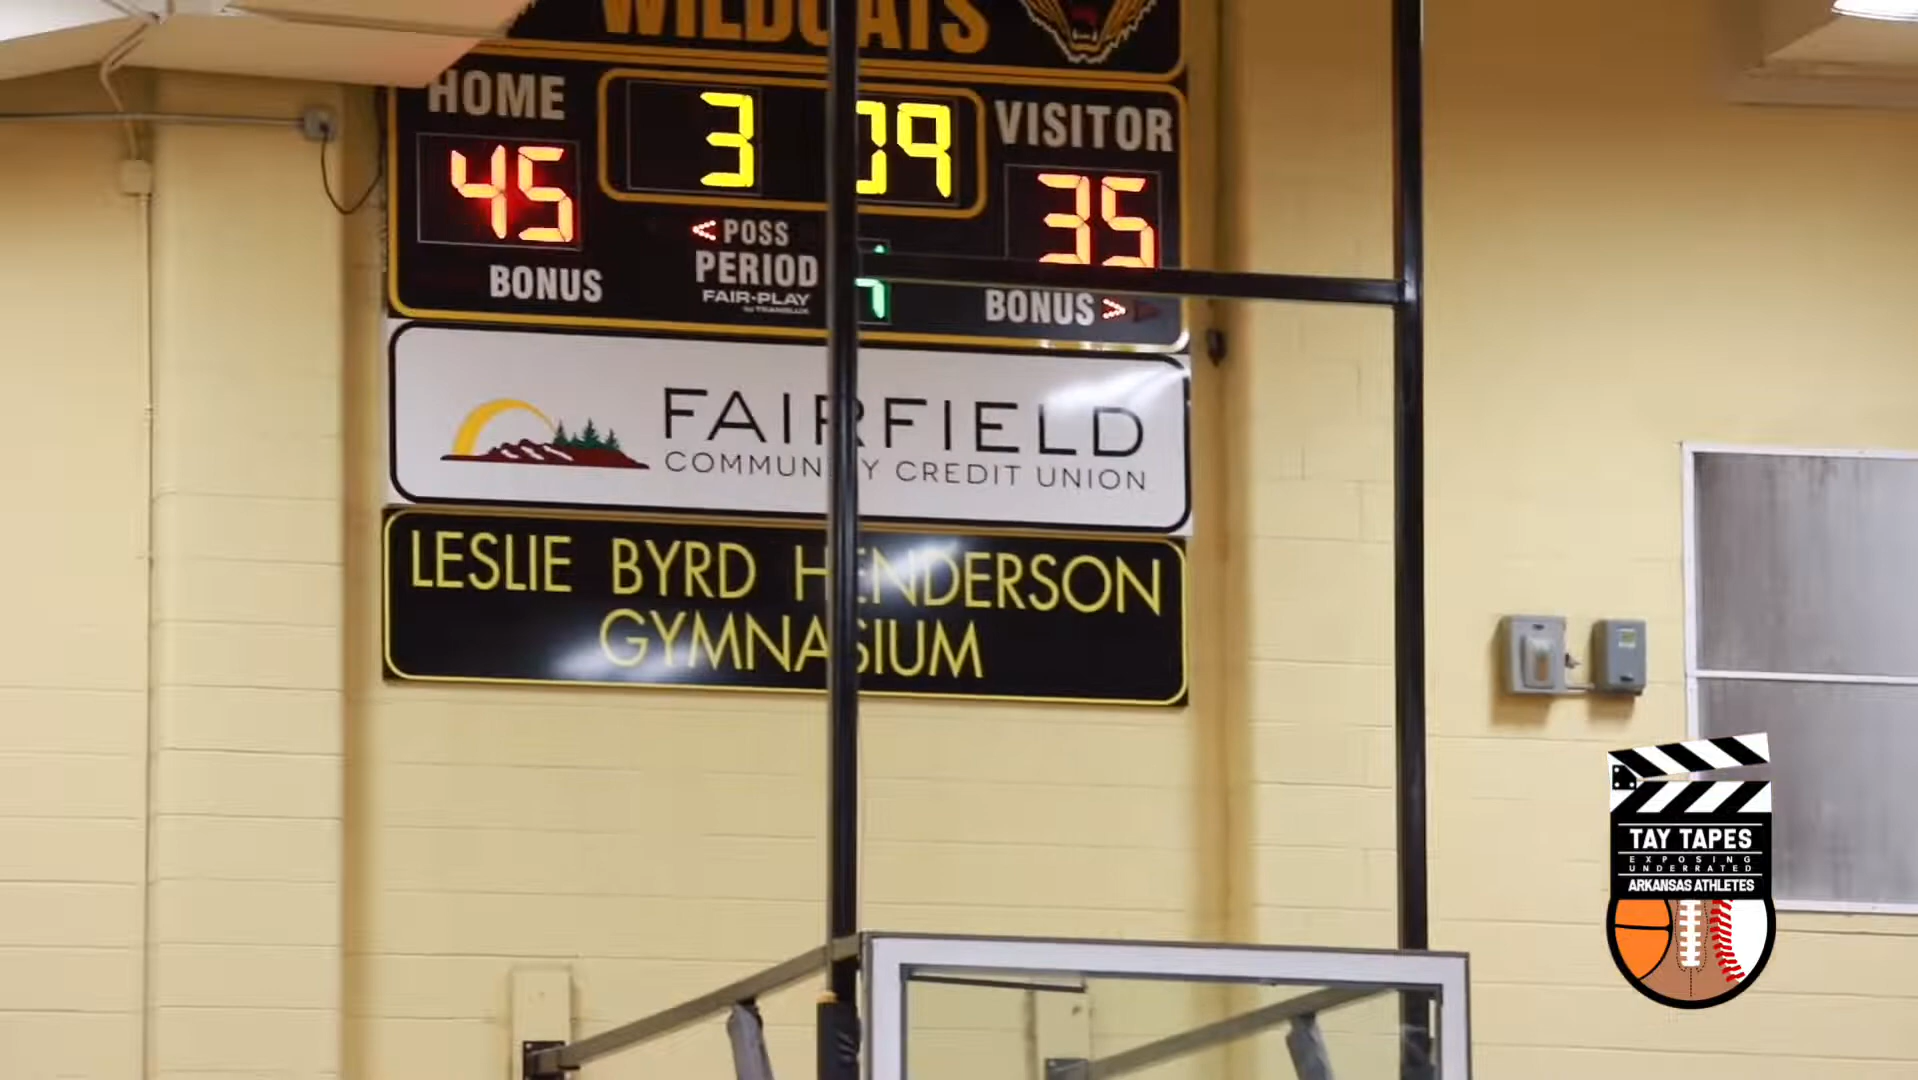 WILDCATS
HOME
3 09
VISITOR
45
35
< POSS
PERIOD
FAIR-PLAY
BONUS
BONUS >
FAIRFIELD
COMMUNITY CREDIT UNION
LESLIE BYRD HENDERSON
GYMNASIUM
TAY TAPES
EXPOSING
UNDERRATED
ARKANSAS ATHLETES